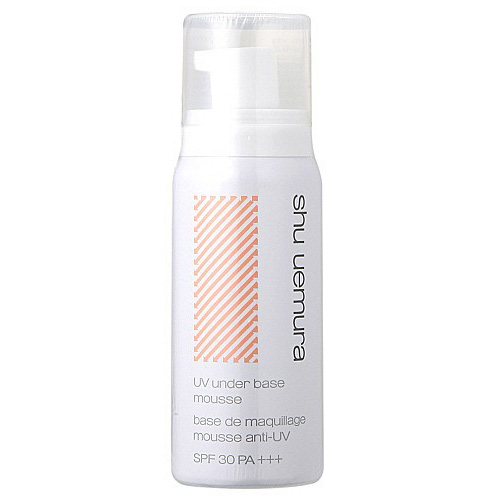 shu uemura
UV under base
mousse
base de maquillage
mousse anti-UV
SPF 30 PA +++